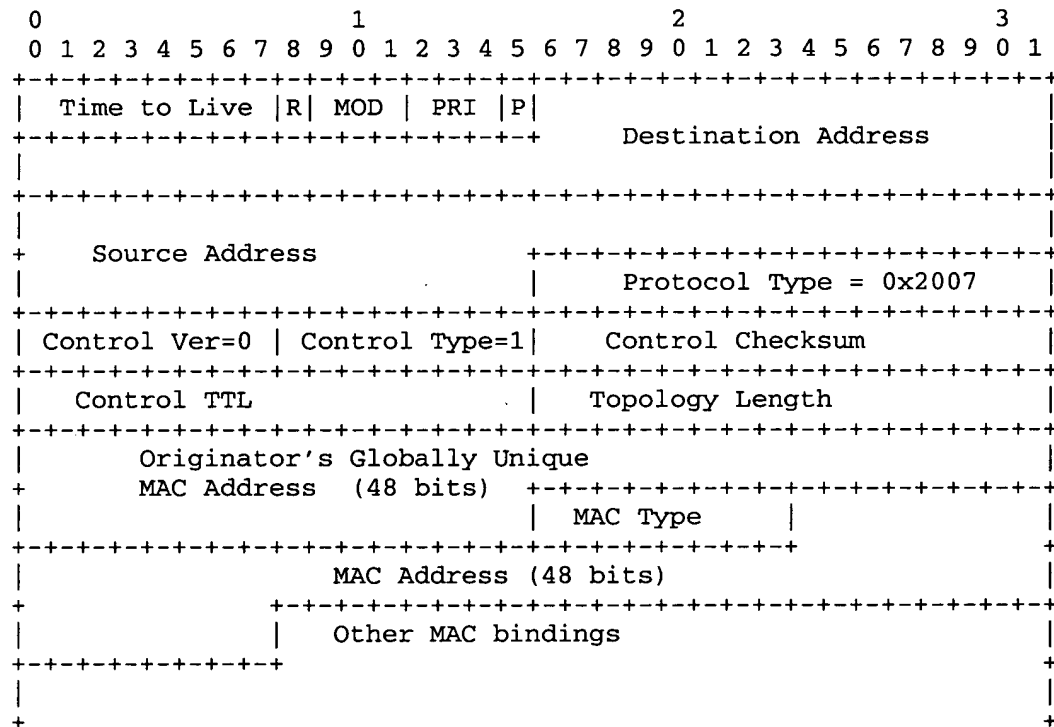 0                   1                   2                   3
0 1 2 3 4 5 6 7 8 9 0 1 2 3 4 5 6 7 8 9 0 1 2 3 4 5 6 7 8 9 0 1
Time to Live |R| MOD | PRI |P|
Destination Address
Source Address
Protocol Type = 0x2007
Control Ver=0 | Control Type=1| Control Checksum
Control TTL | Topology Length
Originator's Globally Unique
MAC Address (48 bits)
MAC Type
MAC Address (48 bits)
Other MAC bindings